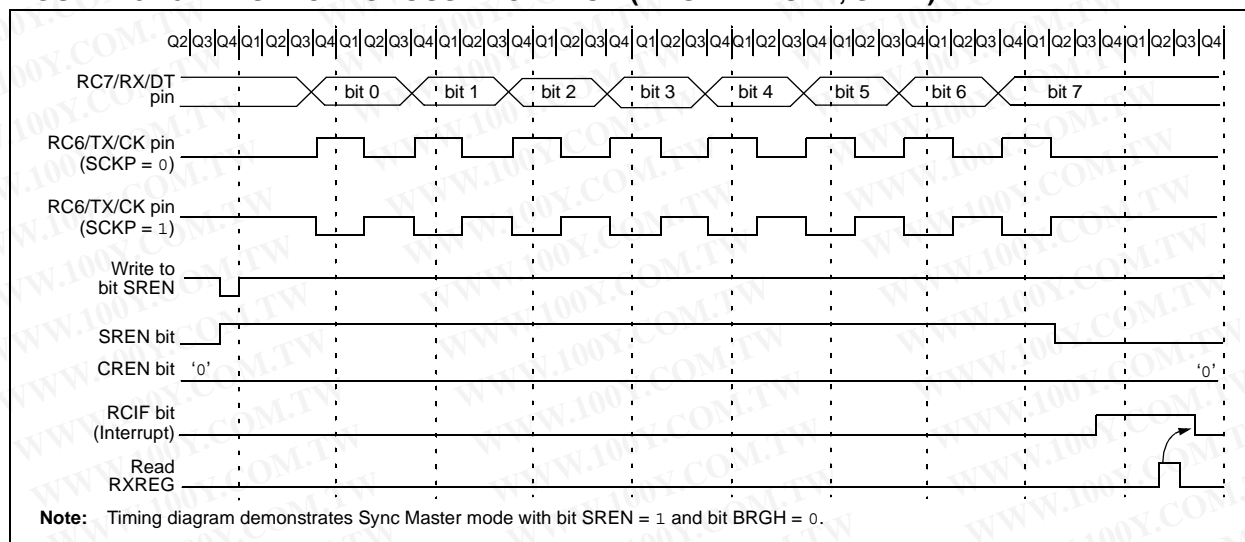 Q2 Q3 Q4 Q1 Q2 Q3 Q4 Q1 Q2 Q3 Q4 Q1 Q2 Q3 Q4 Q1 Q2 Q3 Q4 Q1 Q2 Q3 Q4 Q1 Q2 Q3 Q4 Q1 Q2 Q3 Q4 Q1 Q2 Q3 Q4 Q1 Q2 Q3 Q4 Q1 Q2 Q3 Q4
RC7/RX/DT
pin
bit 0 bit 1 bit 2 bit 3 bit 4 bit 5 bit 6 bit 7
RC6/TX/CK pin
(SCKP = 0)
RC6/TX/CK pin
(SCKP = 1)
Write to
bit SREN
SREN bit
CREN bit '0' '0'
RCIF bit
(Interrupt)
Read
RXREG
Note: Timing diagram demonstrates Sync Master mode with bit SREN = 1 and bit BRGH = 0.
WWW.100Y.COM.TW